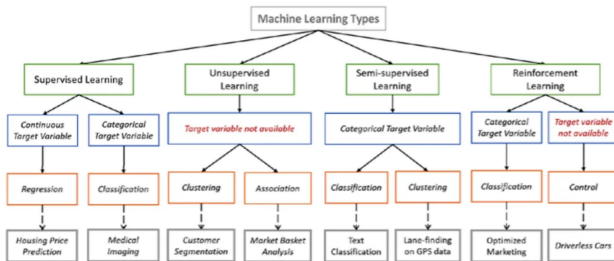 Machine Learning Types
Supervised Learning
Unsupervised
Learning
Semi-supervised
Learning
Reinforcement
Learning
Continuous
Target Variable
Categorical
Target Variable
Target variable not available
Categorical Target Variable
Categorical
Target Variable
Target variable
not available
Regression
Classification
Clustering
Association
Classification
Clustering
Classification
Control
Housing Price
Prediction
Medical
Imaging
Customer
Segmentation
Market Basket
Analysis
Text
Classification
Lane-finding
on GPS data
Optimized
Marketing
Driverless Cars